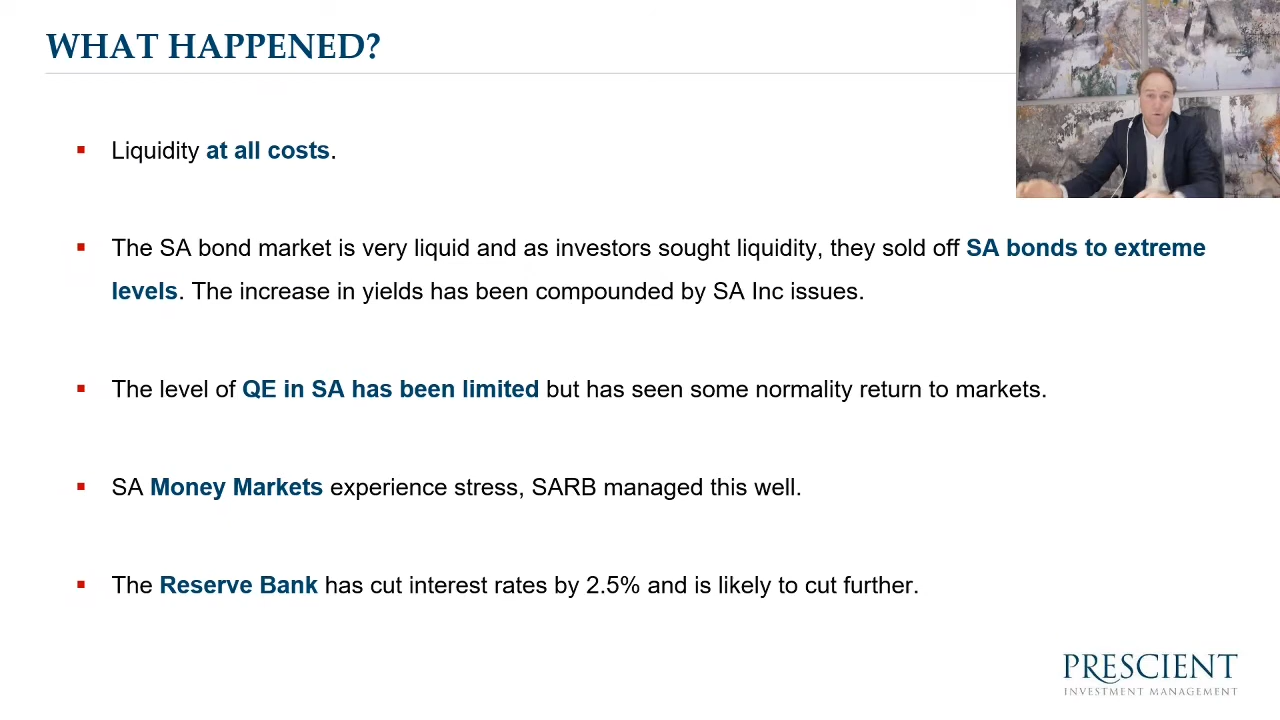 WHAT HAPPENED?
Liquidity at all costs.
The SA bond market is very liquid and as investors sought liquidity, they sold off SA bonds to extreme
levels. The increase in yields has been compounded by SA Inc issues.
The level of QE in SA has been limited but has seen some normality return to markets.
SA Money Markets experience stress, SARB managed this well.
The Reserve Bank has cut interest rates by 2.5% and is likely to cut further.
PRESCIENT
INVESTMENT MANAGEMENT